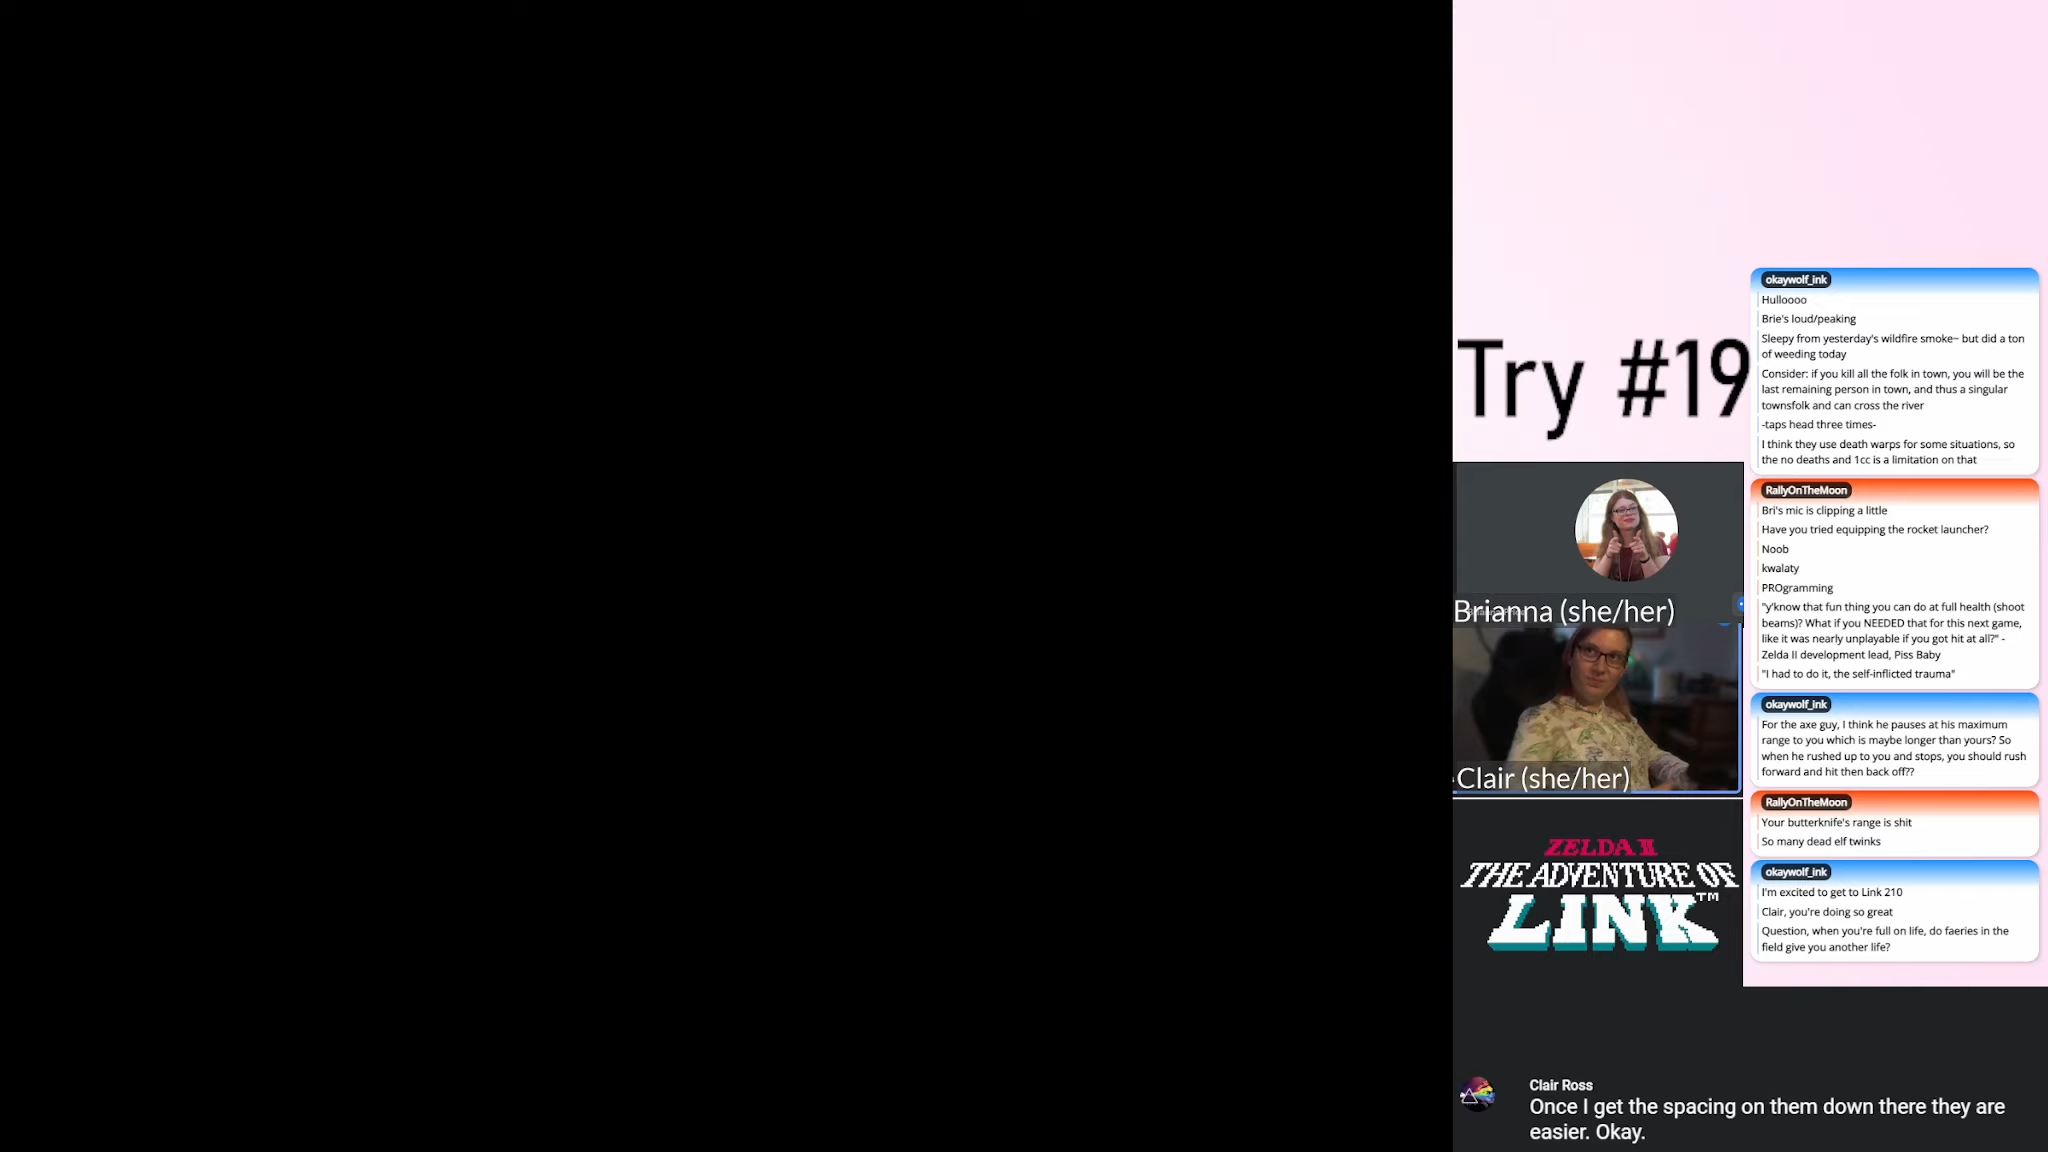 okaywolf_ink
Hulloooo
Brie's loud/peaking
Sleepy from yesterday's wildfire smoke~ but did a ton
of weeding today
Consider: if you kill all the folk in town, you will be the
last remaining person in town, and thus a singular
townsfolk and can cross the river
-taps head three times-
I think they use death warps for some situations, so
the no deaths and 1cc is a limitation on that
Try #19
RallyOnTheMoon
Bri's mic is clipping a little
Have you tried equipping the rocket launcher?
Noob
kwalaty
PROgramming
"y'know that fun thing you can do at full health (shoot
beams)? What if you NEEDED that for this next game,
like it was nearly unplayable if you got hit at all?" -
Zelda II development lead, Piss Baby
"I had to do it, the self-inflicted trauma"
Brianna (she/her)
okaywolf_ink
For the axe guy, I think he pauses at his maximum
range to you which is maybe longer than yours? So
when he rushed up to you and stops, you should rush
forward and hit then back off??
Clair (she/her)
RallyOnTheMoon
Your butterknife's range is shit
So many dead elf twinks
okaywolf_ink
I'm excited to get to Link 210
Clair, you're doing so great
Question, when you're full on life, do faeries in the
field give you another life?
ZELDA II
THE ADVENTURE OF
LINK™
Clair Ross
Once I get the spacing on them down there they are
easier. Okay.